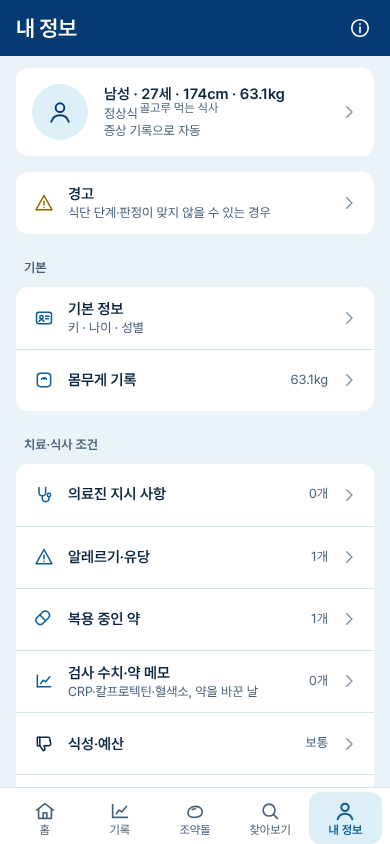 내 정보
남성 · 27세 · 174cm · 63.1kg
정상식 골고루 먹는 식사
증상 기록으로 자동
경고
식단 단계·판정이 맞지 않을 수 있는 경우
기본
기본 정보
키 · 나이 · 성별
몸무게 기록 63.1kg
치료·식사 조건
의료진 지시 사항 0개
알레르기·유당 1개
복용 중인 약 1개
검사 수치·약 메모 0개
CRP·칼프로텍틴·혈색소, 약을 바꾼 날
식성·예산 보통
홈 기록 조약돌 찾아보기 내 정보